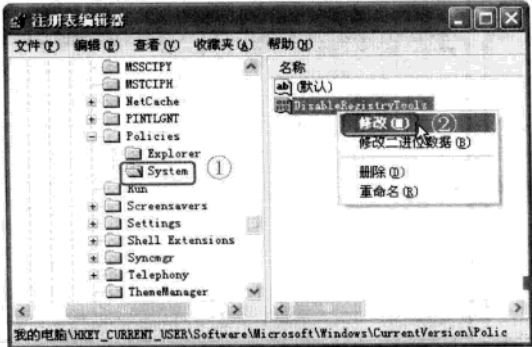 注册表编辑器
文件(F) 编辑(E) 查看(V) 收藏夹(A) 帮助(H)
MSSCIPY
MSTCIPH
NetCache
PINTLGNT
Policies
Explorer
System ①
Run
Screensavers
Settings
Shell Extensions
Syncmgr
Telephony
ThemeManager
名称
ab (默认)
DisableRegistryTools
修改(M) ②
修改二进位数据(B)
删除(D)
重命名(R)
我的电脑\HKEY_CURRENT_USER\Software\Microsoft\Windows\CurrentVersion\Polic